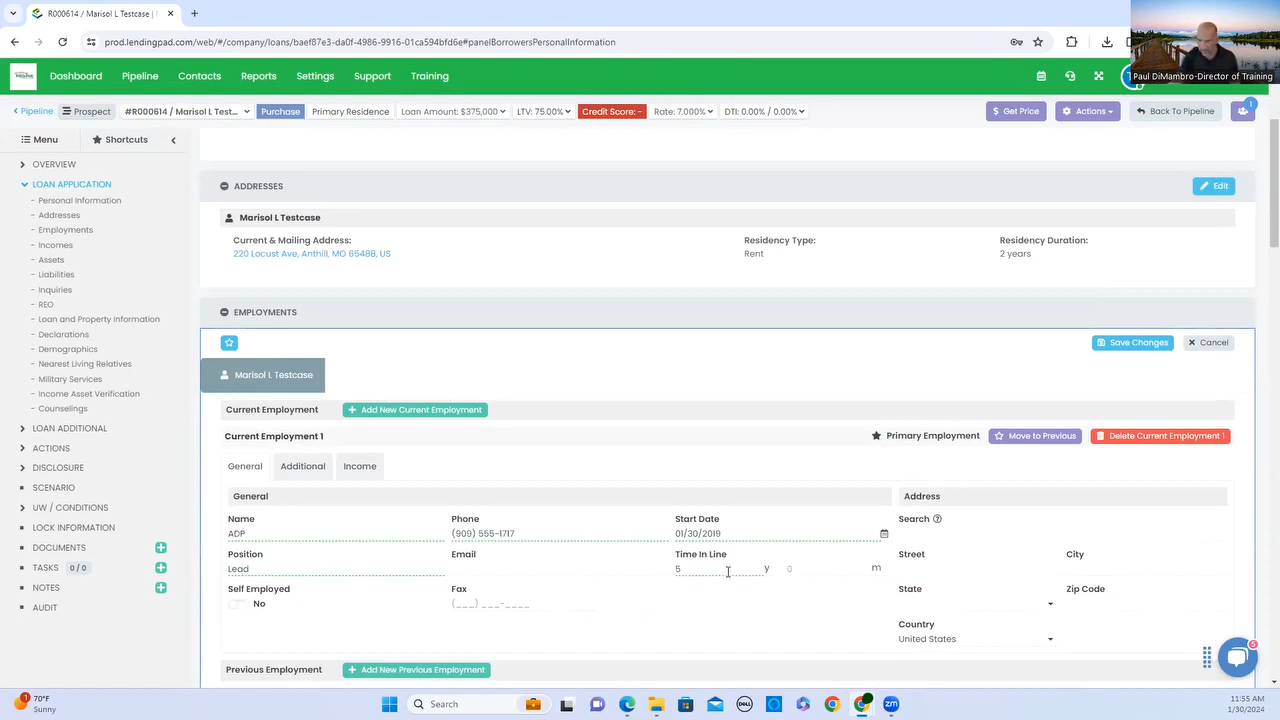 R000614 / Marisol L Testcase |
prod.lendingpad.com/web/#/company/loans/baef87e3-da0f-4986-9916-01ca594bfd6e#panelBorrowersPersonalInformation
Paul DiMambro-Director of Training
Dashboard Pipeline Contacts Reports Settings Support Training
Pipeline Prospect #R000614 / Marisol L Test... Purchase Primary Residence Loan Amount: $375,000 LTV: 75.0...% Credit Score: - Rate: 7.000% DTI: 0.00% / 0.00% $ Get Price Actions Back To Pipeline 1
Menu Shortcuts
OVERVIEW
LOAN APPLICATION
- Personal Information
- Addresses
- Employments
- Incomes
- Assets
- Liabilities
- Inquiries
- REO
- Loan and Property Information
- Declarations
- Demographics
- Nearest Living Relatives
- Military Services
- Income Asset Verification
- Counselings
LOAN ADDITIONAL
ACTIONS
DISCLOSURE
SCENARIO
UW / CONDITIONS
LOCK INFORMATION
DOCUMENTS
TASKS 0 / 0
NOTES
AUDIT
ADDRESSES Edit
Marisol L Testcase
Current & Mailing Address: Residency Type: Residency Duration:
220 Locust Ave, Anthill, MO 65488, US Rent 2 years
EMPLOYMENTS
Save Changes Cancel
Marisol L Testcase
Current Employment + Add New Current Employment
Current Employment 1 Primary Employment Move to Previous Delete Current Employment 1
General Additional Income
General Address
Name Phone Start Date Search
ADP (909) 555-1717 01/30/2019
Position Email Time In Line Street City
Lead 5 y 0 m
Self Employed Fax State Zip Code
No (___) ___-____
Country
United States
Previous Employment + Add New Previous Employment
5
1
70°F
Sunny
Search
DELL
zm
11:55 AM
1/30/2024